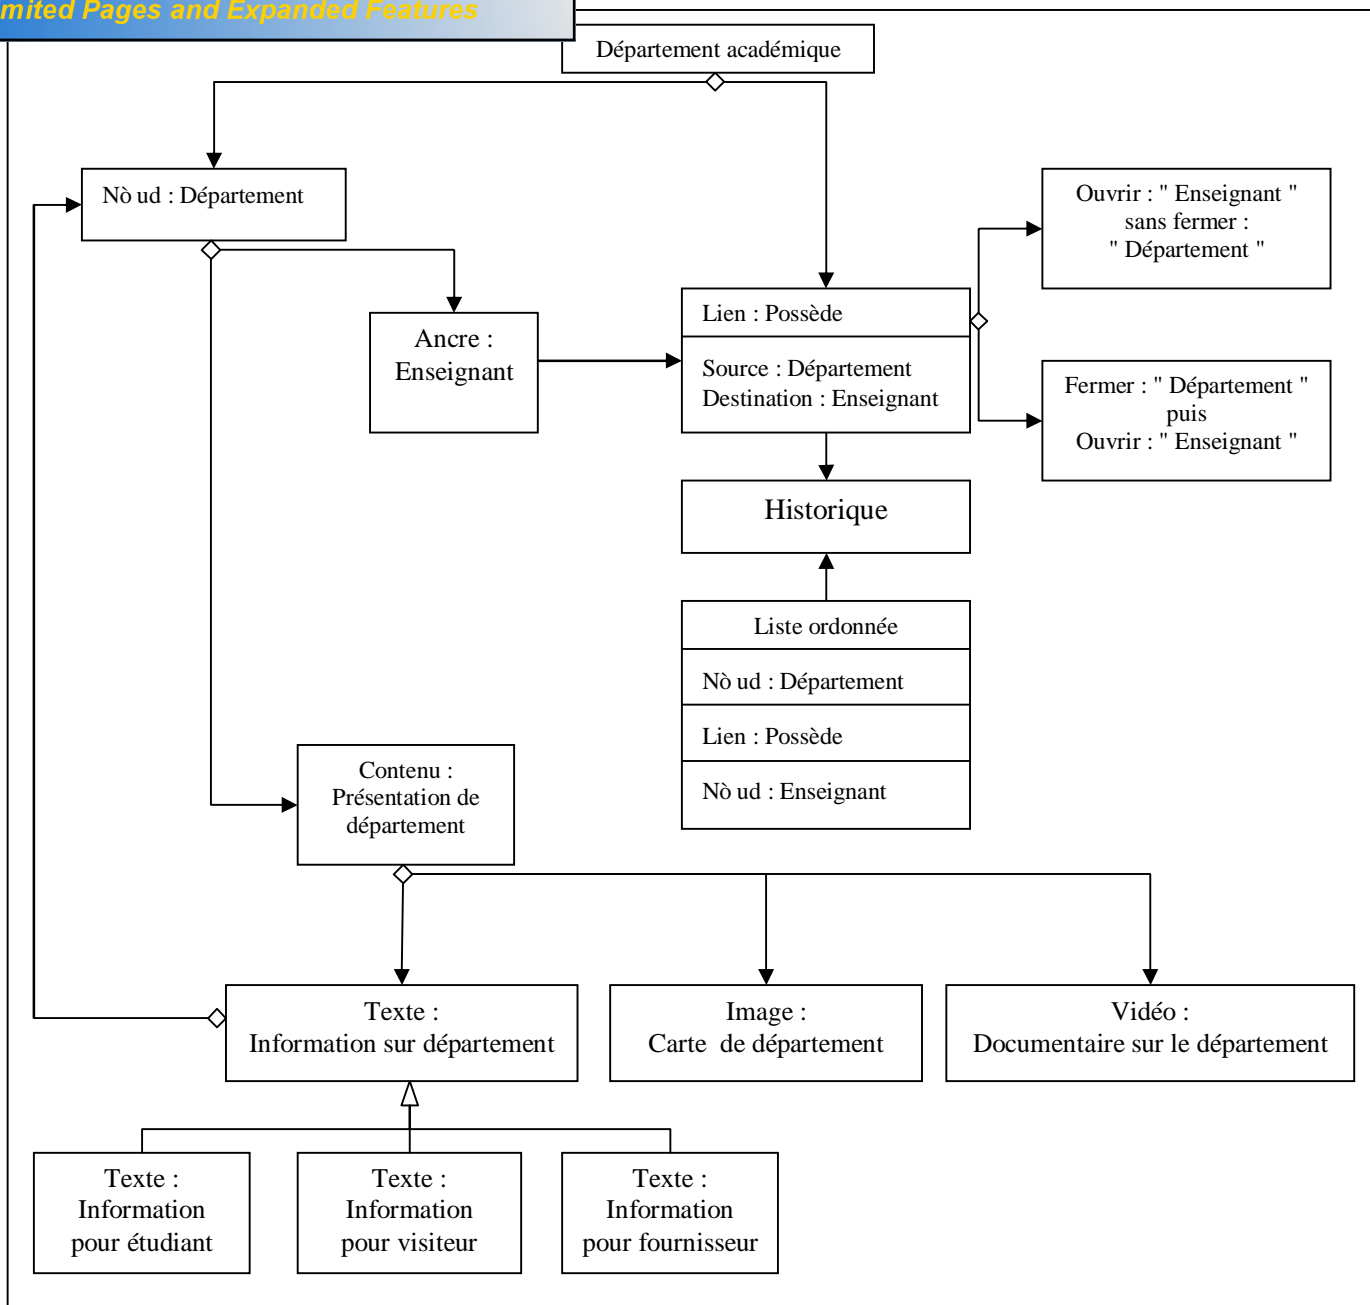 mited Pages and Expanded Features
Département académique
Nò ud : Département
Ouvrir : " Enseignant "
sans fermer :
" Département "
Lien : Possède
Source : Département
Destination : Enseignant
Ancre :
Enseignant
Fermer : " Département "
puis
Ouvrir : " Enseignant "
Historique
Liste ordonnée
Nò ud : Département
Lien : Possède
Nò ud : Enseignant
Contenu :
Présentation de
département
Texte :
Information sur département
Image :
Carte de département
Vidéo :
Documentaire sur le département
Texte :
Information
pour étudiant
Texte :
Information
pour visiteur
Texte :
Information
pour fournisseur